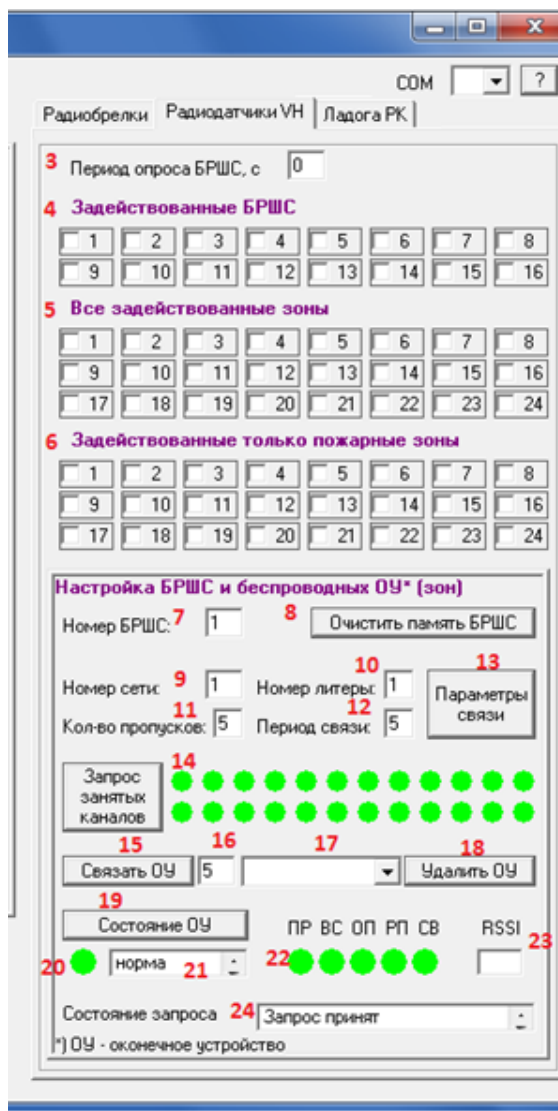 COM ?
Радиобрелки Радиодатчики VH Ладога РК
3 Период опроса БРШС, с 0
4 Задействованные БРШС
1 2 3 4 5 6 7 8
9 10 11 12 13 14 15 16
5 Все задействованные зоны
1 2 3 4 5 6 7 8
9 10 11 12 13 14 15 16
17 18 19 20 21 22 23 24
6 Задействованные только пожарные зоны
1 2 3 4 5 6 7 8
9 10 11 12 13 14 15 16
17 18 19 20 21 22 23 24
Настройка БРШС и беспроводных ОУ* (зон)
Номер БРШС: 7 1 8 Очистить память БРШС
Номер сети: 9 1 Номер литеры: 10 1 13 Параметры связи
Кол-во пропусков: 11 5 Период связи: 12 5
Запрос занятых каналов 14
15 16 17 18
Связать ОУ 5 Удалить ОУ
19
Состояние ОУ ПР ВС ОП РП СВ RSSI
20 норма 21 22 23
Состояние запроса 24 Запрос принят
*) ОУ - оконечное устройство